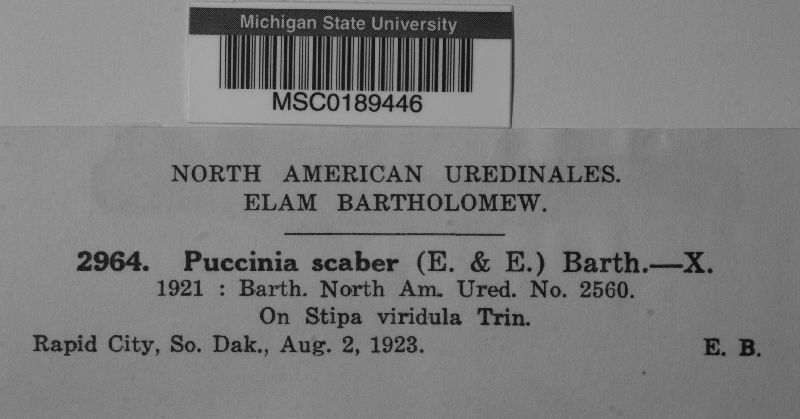 Michigan State University
MSC0189446
NORTH AMERICAN UREDINALES.
ELAM BARTHOLOMEW.
2964. Puccinia scaber (E. & E.) Barth.—X.
1921 : Barth. North Am. Ured. No. 2560.
On Stipa viridula Trin.
Rapid City, So. Dak., Aug. 2, 1923. E. B.